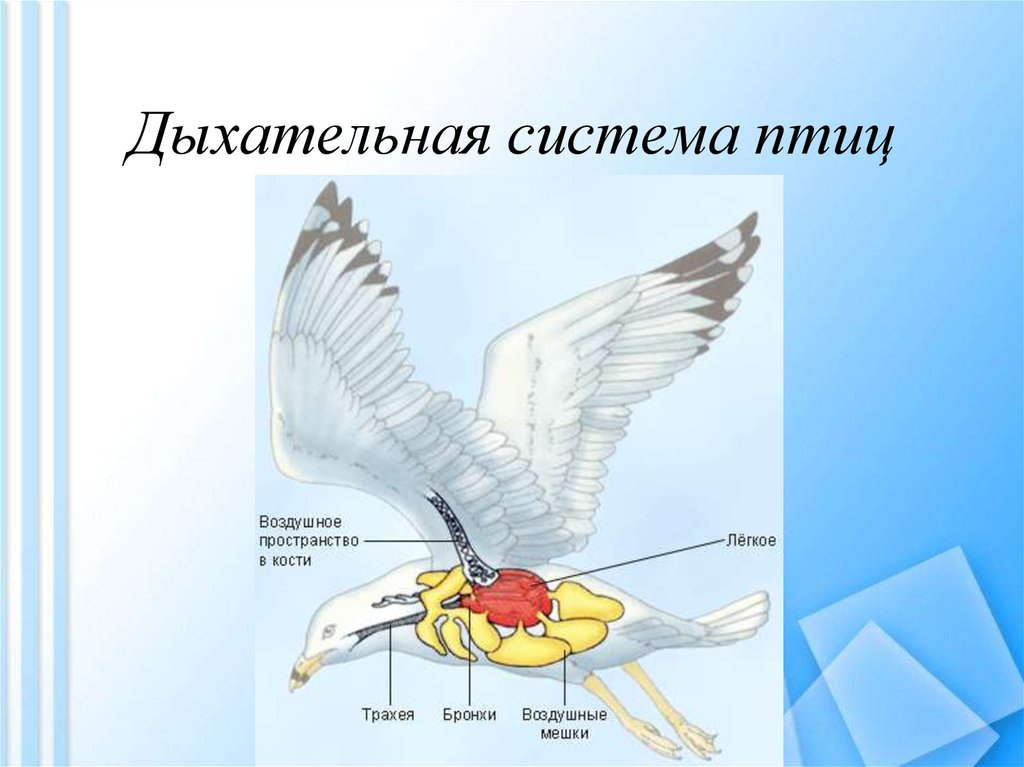 Дыхательная система птиц
Воздушное
пространство
в кости
Лёгкое
Трахея
Бронхи
Воздушные
мешки